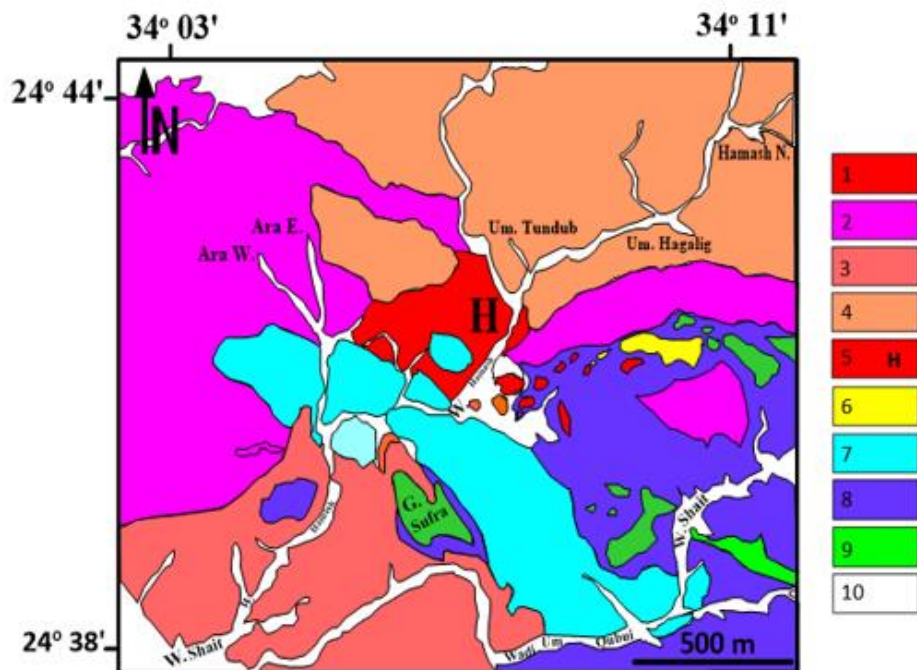 34° 03'
34° 11'
24° 44'
N
Hamash N.
Ara E.
Um. Tundub
Ara W.
Um. Hagalig
H
W.
G. Sufra
W. Shait
W. Shait
Wadi Um
24° 38'
500 m
1
2
3
4
5 H
6
7
8
9
10